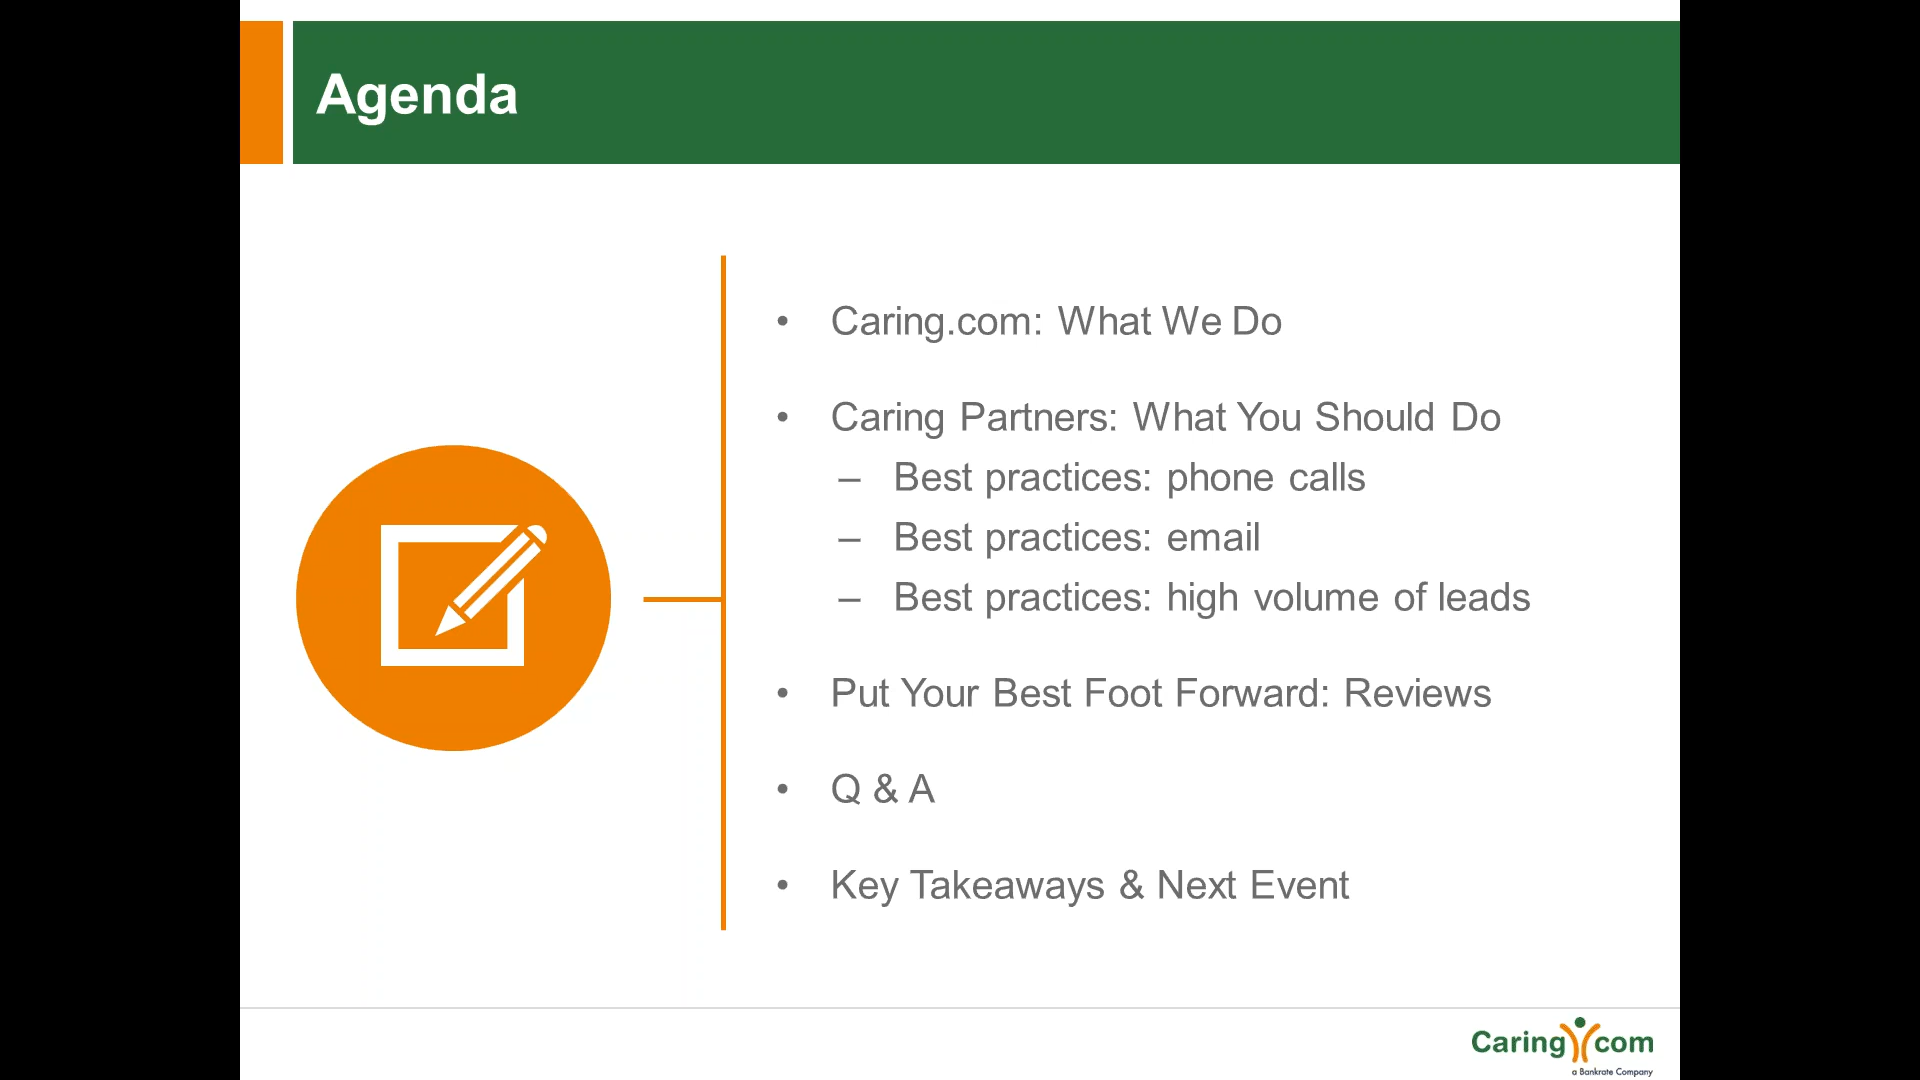 Agenda
• Caring.com: What We Do
• Caring Partners: What You Should Do
– Best practices: phone calls
– Best practices: email
– Best practices: high volume of leads
• Put Your Best Foot Forward: Reviews
• Q & A
• Key Takeaways & Next Event
Caring com
a Bankrate Company